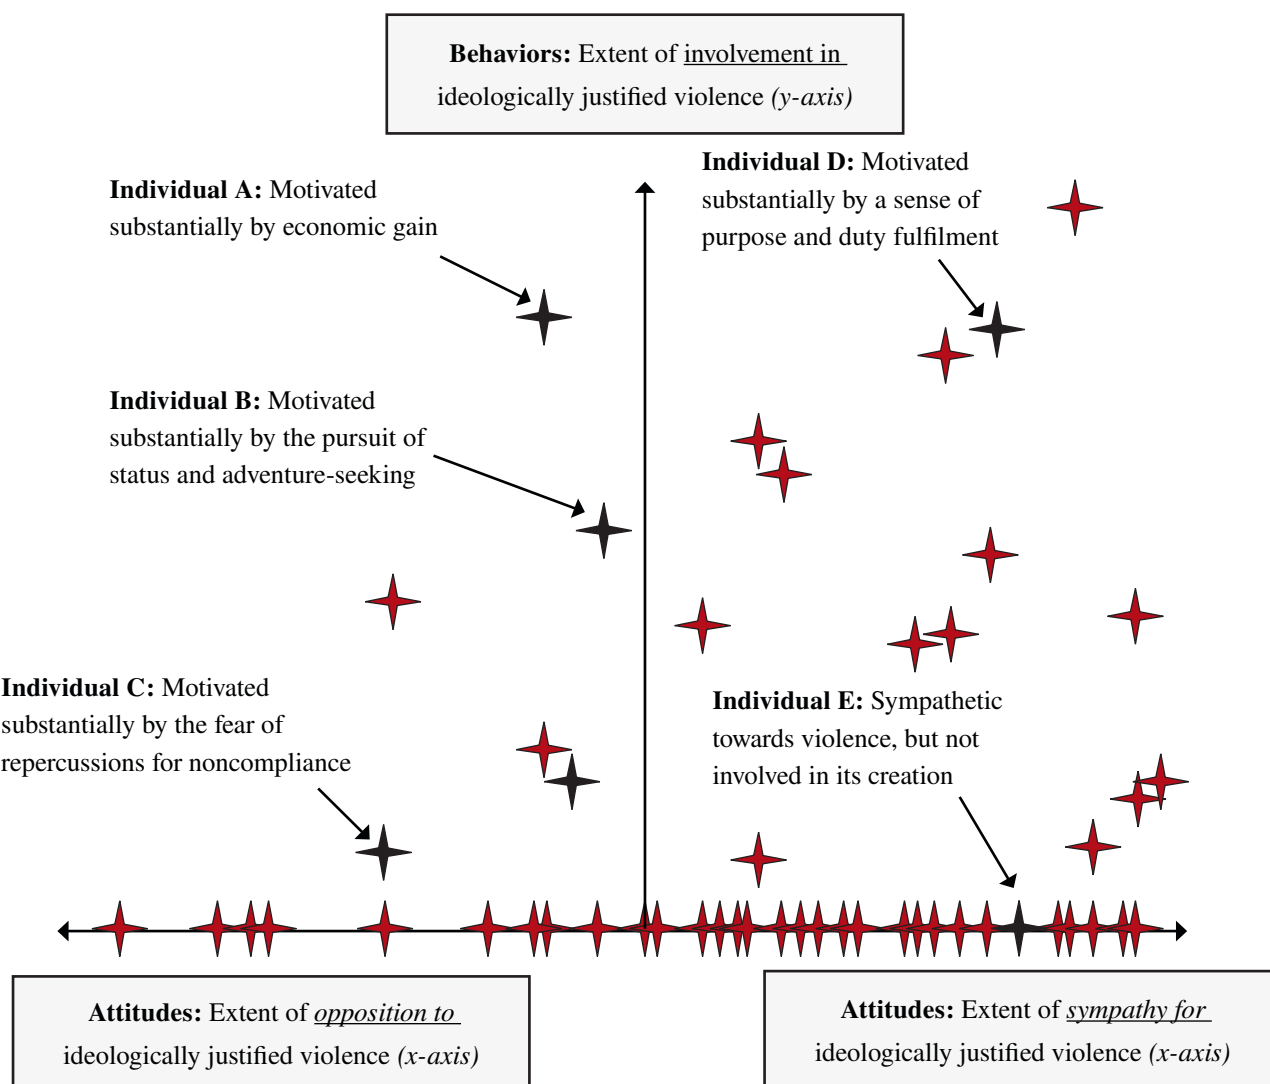 Behaviors: Extent of involvement in
ideologically justified violence (y-axis)
Individual D: Motivated
substantially by a sense of
purpose and duty fulfilment
Individual A: Motivated
substantially by economic gain
Individual B: Motivated
substantially by the pursuit of
status and adventure-seeking
Individual C: Motivated
substantially by the fear of
repercussions for noncompliance
Individual E: Sympathetic
towards violence, but not
involved in its creation
Attitudes: Extent of opposition to
ideologically justified violence (x-axis)
Attitudes: Extent of sympathy for
ideologically justified violence (x-axis)